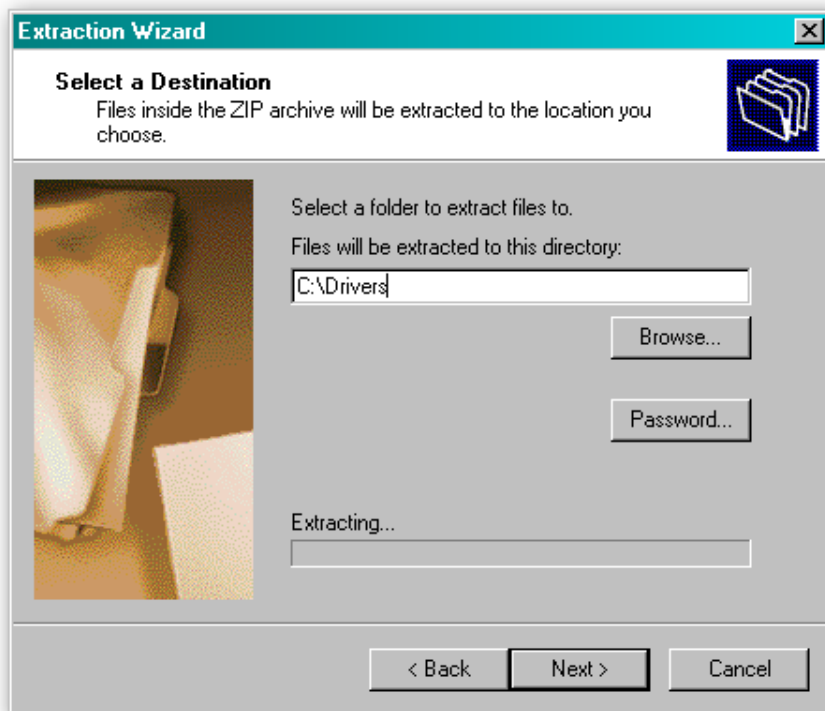 Extraction Wizard
Select a Destination
Files inside the ZIP archive will be extracted to the location you
choose.
Select a folder to extract files to.
Files will be extracted to this directory:
C:\Drivers
Browse...
Password...
Extracting...
< Back
Next >
Cancel